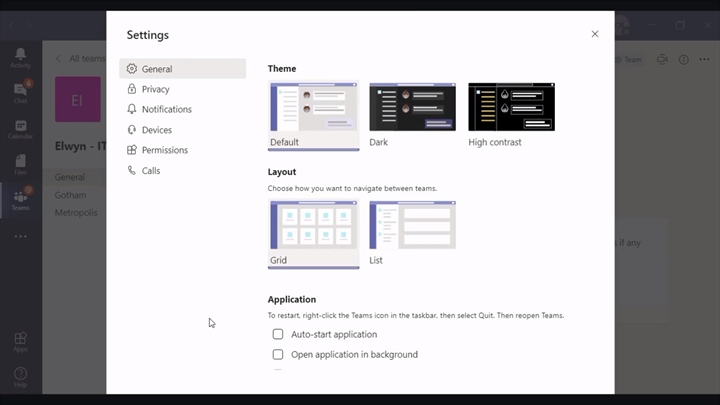 Settings
General
Privacy
Notifications
Devices
Permissions
Calls
Theme
Default
Dark
High contrast
Layout
Choose how you want to navigate between teams.
Grid
List
Application
To restart, right-click the Teams icon in the taskbar, then select Quit. Then reopen Teams.
Auto-start application
Open application in background
Activity
Chat
Calendar
Files
Teams
Apps
Help
All teams
EI
Elwyn - IT
General
Gotham
Metropolis
Team
s if any